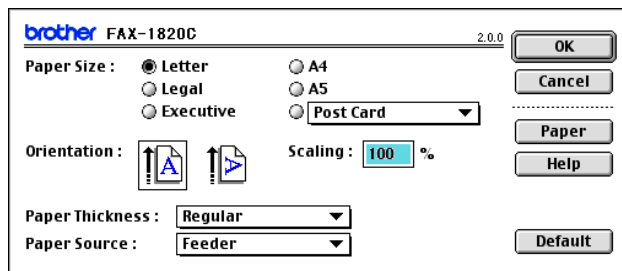 brother FAX-1820C 2.0.0
OK
Paper Size : Letter A4
Legal A5
Cancel
Executive Post Card
Paper
Orientation : A A Scaling : 100 %
Help
Paper Thickness : Regular
Paper Source : Feeder Default